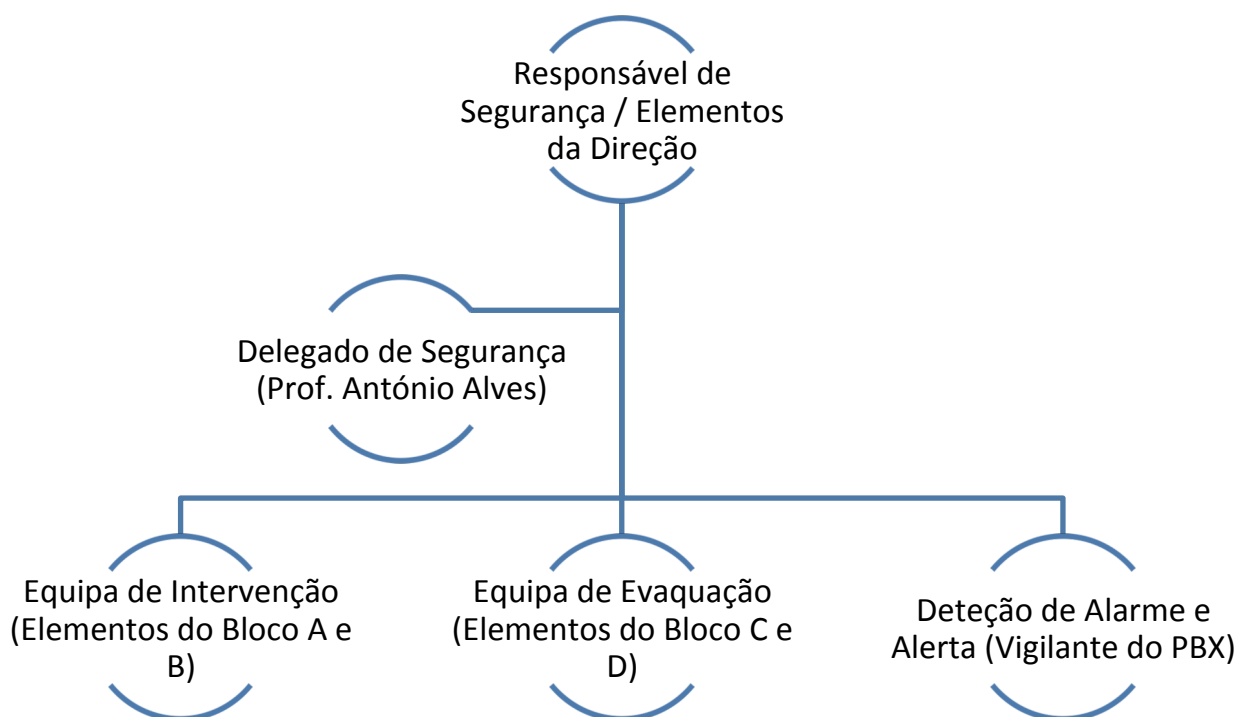 Responsável de
Segurança / Elementos
da Direção
Delegado de Segurança
(Prof. António Alves)
Equipa de Intervenção
(Elementos do Bloco A e
B)
Equipa de Evaquação
(Elementos do Bloco C e
D)
Deteção de Alarme e
Alerta (Vigilante do PBX)